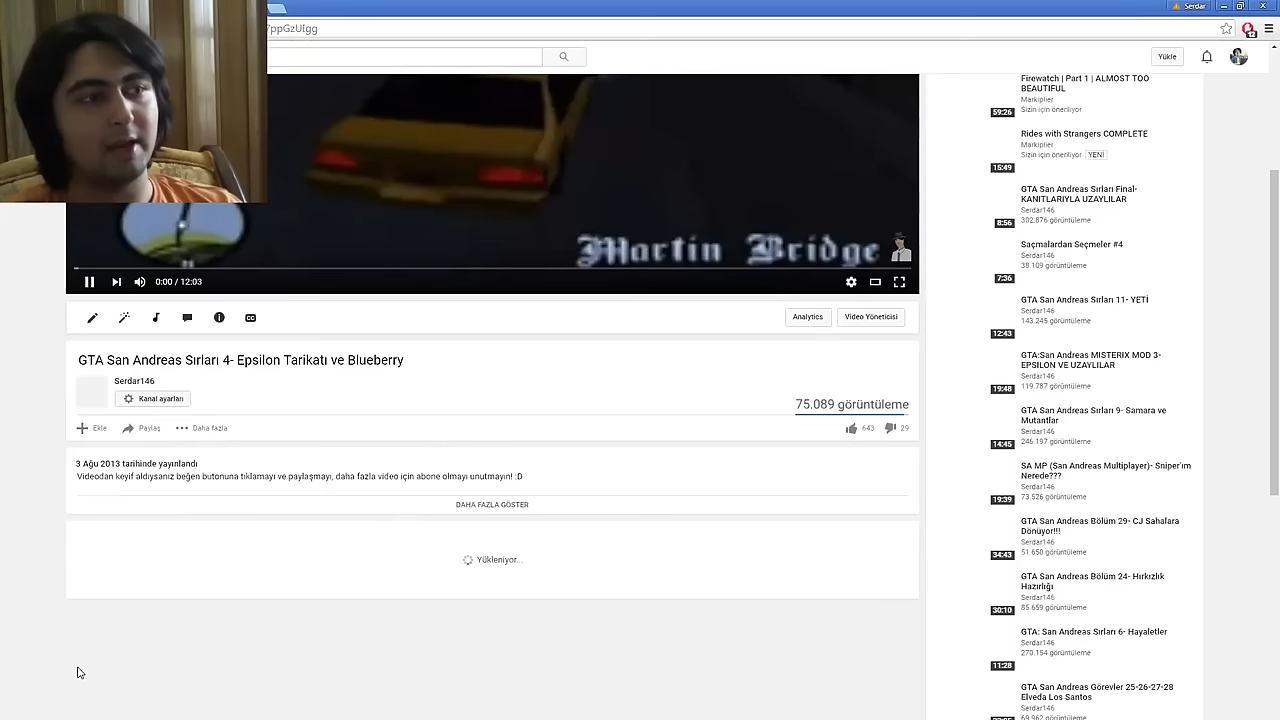 Serdar
7ppGzUIgg
12
Yükle
Martin Bridge
0:00 / 12:03
Analytics
Video Yöneticisi
GTA San Andreas Sırları 4- Epsilon Tarikatı ve Blueberry
Serdar146
Kanal ayarları
75.089 görüntüleme
Ekle
Paylaş
Daha fazla
643
29
3 Ağu 2013 tarihinde yayınlandı
Videodan keyif aldıysanız beğen butonuna tıklamayı ve paylaşmayı, daha fazla video için abone olmayı unutmayın! :D
DAHA FAZLA GÖSTER
Yükleniyor...
Firewatch | Part 1 | ALMOST TOO
BEAUTIFUL
Markiplier
Sizin için öneriliyor
59:26
Rides with Strangers COMPLETE
Markiplier
Sizin için öneriliyor YENİ
15:49
GTA San Andreas Sırları Final-
KANITLARIYLA UZAYLILAR
Serdar146
302.876 görüntüleme
8:56
Saçmalardan Seçmeler #4
Serdar146
38.109 görüntüleme
7:36
GTA San Andreas Sırları 11- YETİ
Serdar146
143.245 görüntüleme
12:43
GTA:San Andreas MISTERIX MOD 3-
EPSILON VE UZAYLILAR
Serdar146
119.787 görüntüleme
19:48
GTA San Andreas Sırları 9- Samara ve
Mutantlar
Serdar146
246.197 görüntüleme
14:45
SA MP (San Andreas Multiplayer)- Sniper'ım
Nerede???
Serdar146
73.526 görüntüleme
19:39
GTA San Andreas Bölüm 29- CJ Sahalara
Dönüyor!!!
Serdar146
51.650 görüntüleme
34:43
GTA San Andreas Bölüm 24- Hırkızlık
Hazırlığı
Serdar146
85.659 görüntüleme
30:10
GTA: San Andreas Sırları 6- Hayaletler
Serdar146
270.154 görüntüleme
11:28
GTA San Andreas Görevler 25-26-27-28
Elveda Los Santos
Serdar146
69.962 görüntüleme